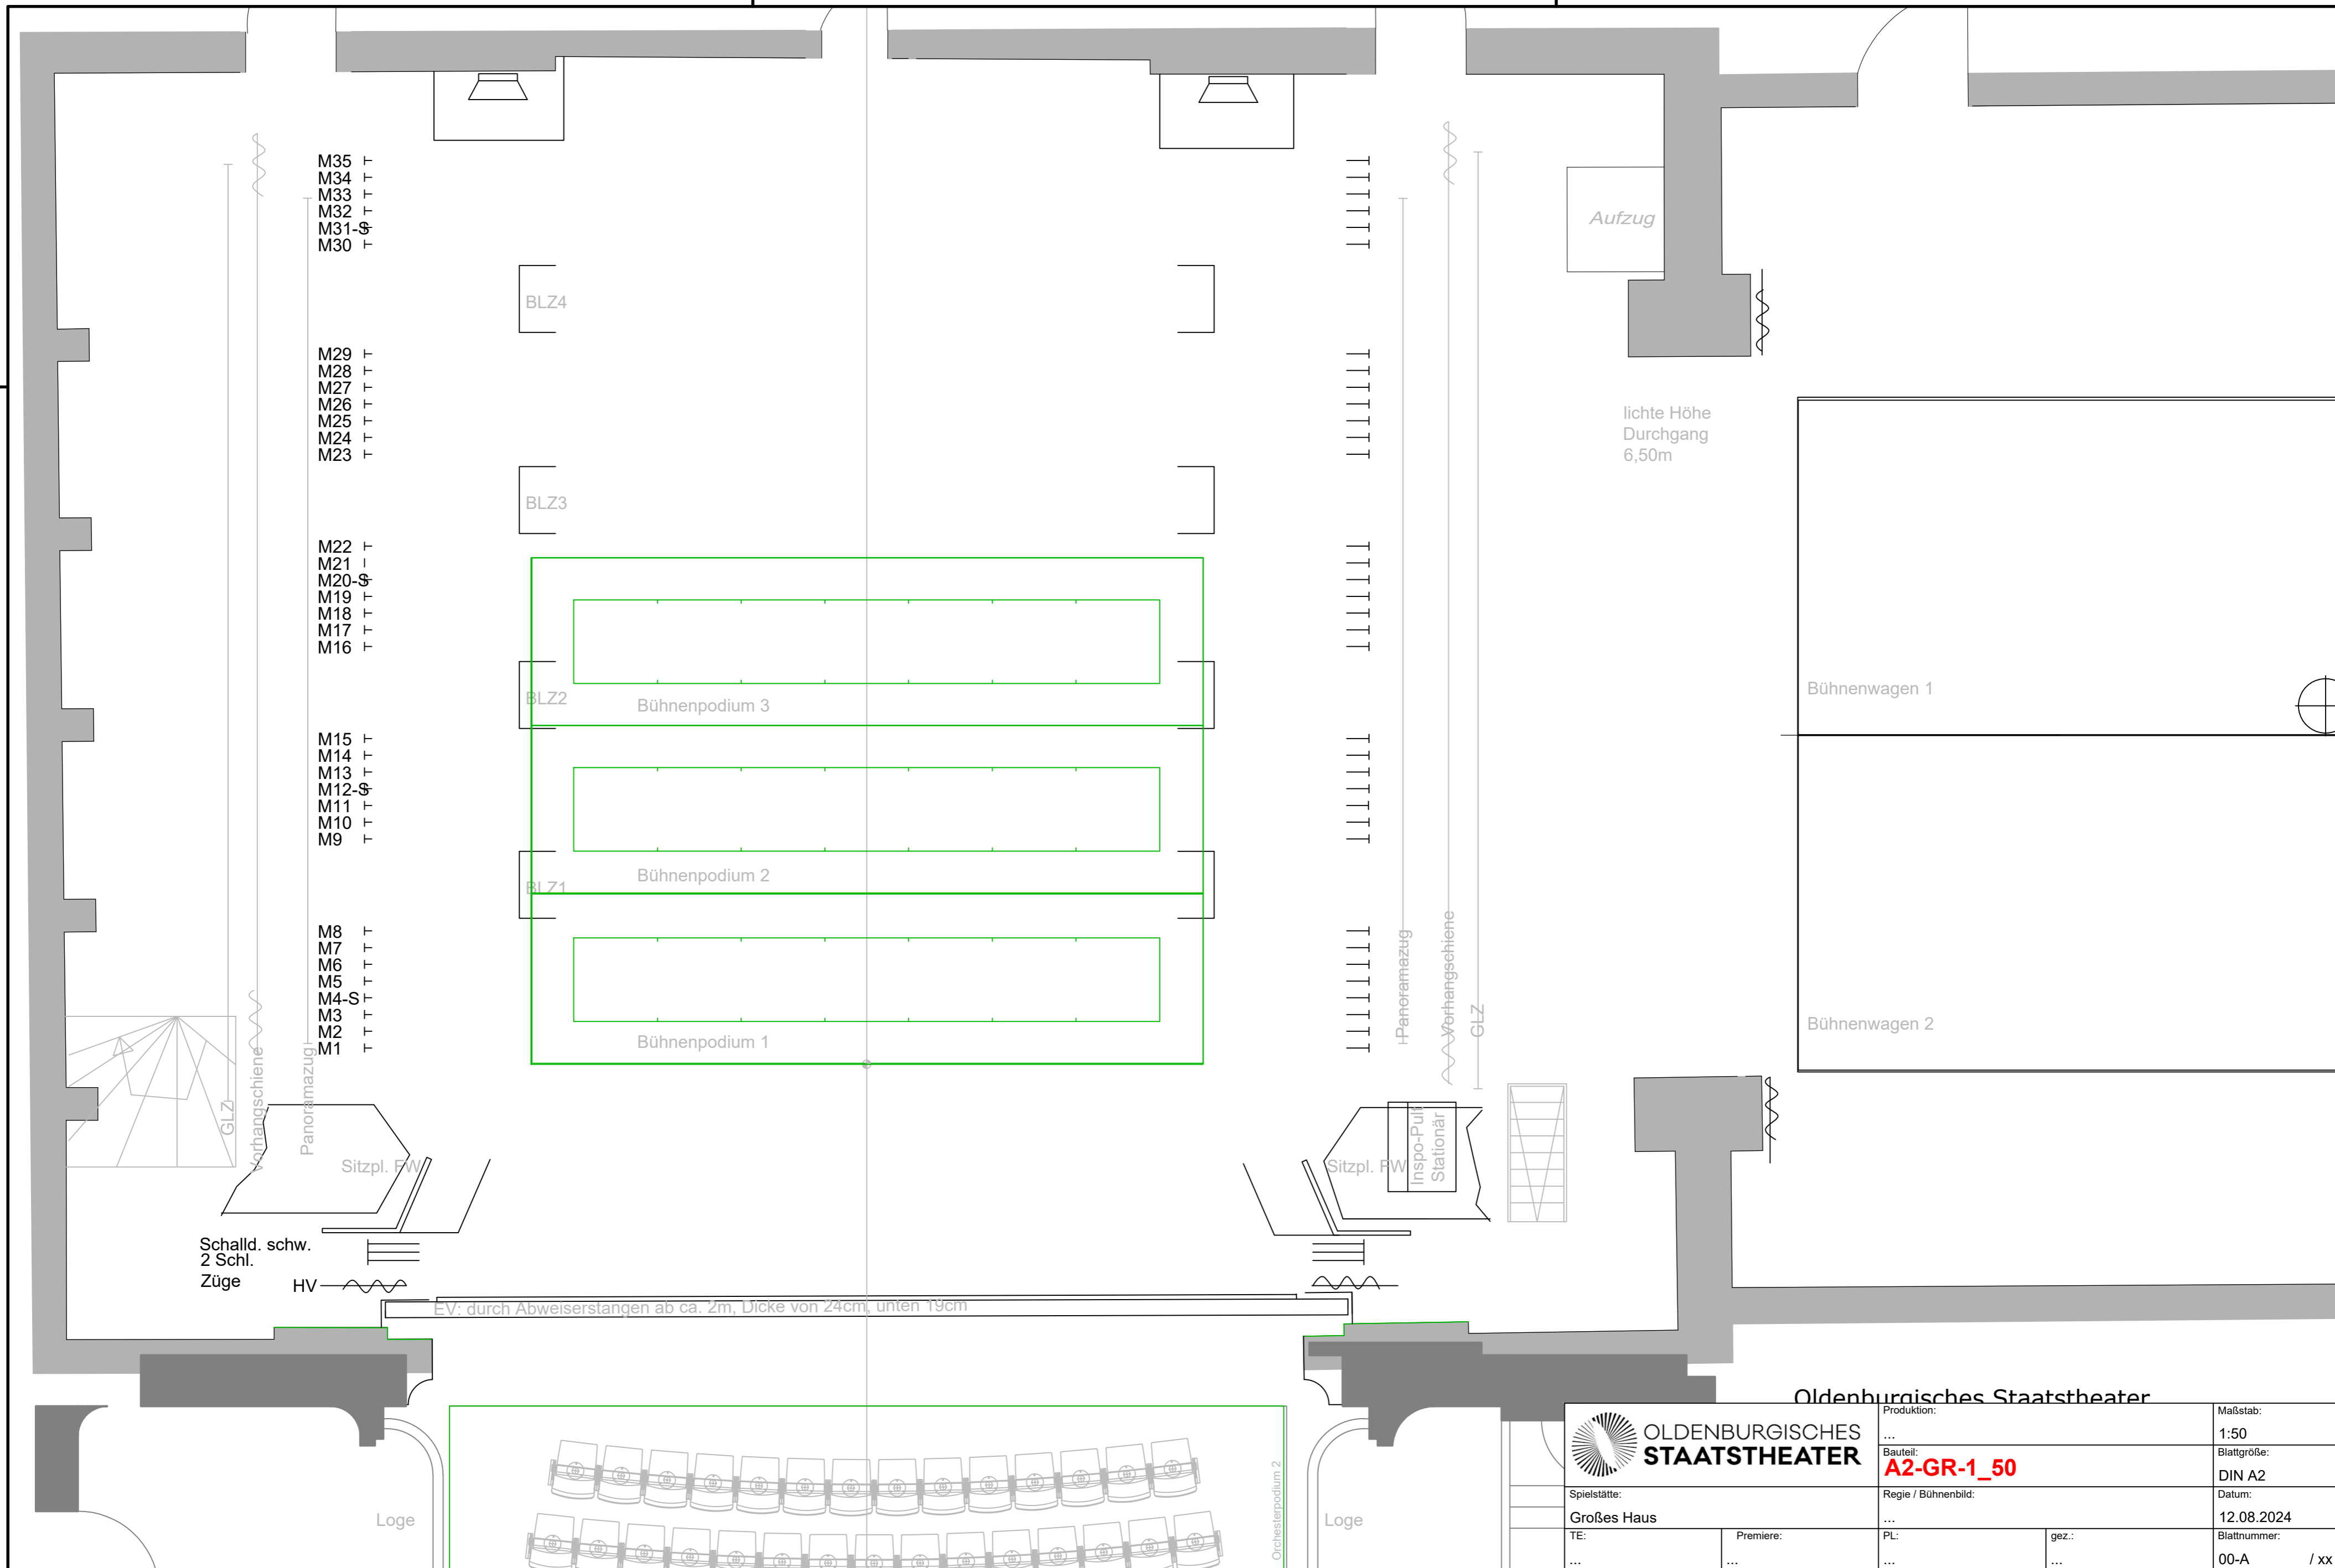 M35
M34
M33
M32
M31-S
M30
Aufzug
BLZ4
M29
M28
M27
M26
M25
M24
M23
lichte Höhe
Durchgang
6,50m
BLZ3
M22
M21
M20-S
M19
M18
M17
M16
BLZ2
Bühnenpodium 3
Bühnenwagen 1
M15
M14
M13
M12-S
M11
M10
M9
BLZ1
Bühnenpodium 2
M8
M7
M6
M5
M4-S
M3
M2
M1
Bühnenpodium 1
Bühnenwagen 2
GLZ
Vorhangschiene
Panoramazug
Panoramazug
Vorhangschiene
GLZ
Sitzpl. FW
Sitzpl. FW
Inspo-Pult
Stationär
Schalld. schw.
2 Schl.
Züge
HV
EV: durch Abweiserstangen ab ca. 2m, Dicke von 24cm, unten 19cm
Loge
Orchesterpodium 2
Loge
Oldenburgisches Staatstheater
OLDENBURGISCHES
STAATSTHEATER
Produktion:
...
Maßstab:
1:50
Bauteil:
A2-GR-1_50
Blattgröße:
DIN A2
Spielstätte:
Großes Haus
Regie / Bühnenbild:
...
Datum:
12.08.2024
TE:
...
Premiere:
...
PL:
...
gez.:
...
Blattnummer:
00-A / xx